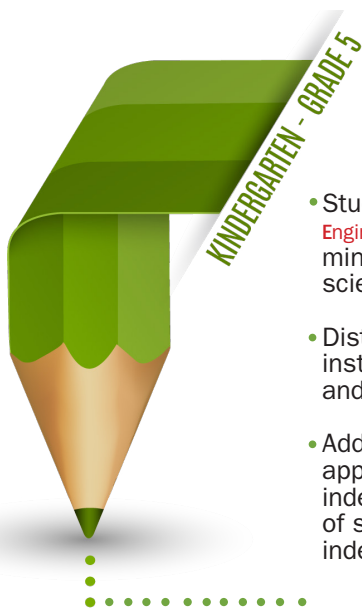 KINDERGARTEN - GRADE 5
• Stu
Engi
min
scie
• Dist
inst
and
• Add
app
inde
of s
inde